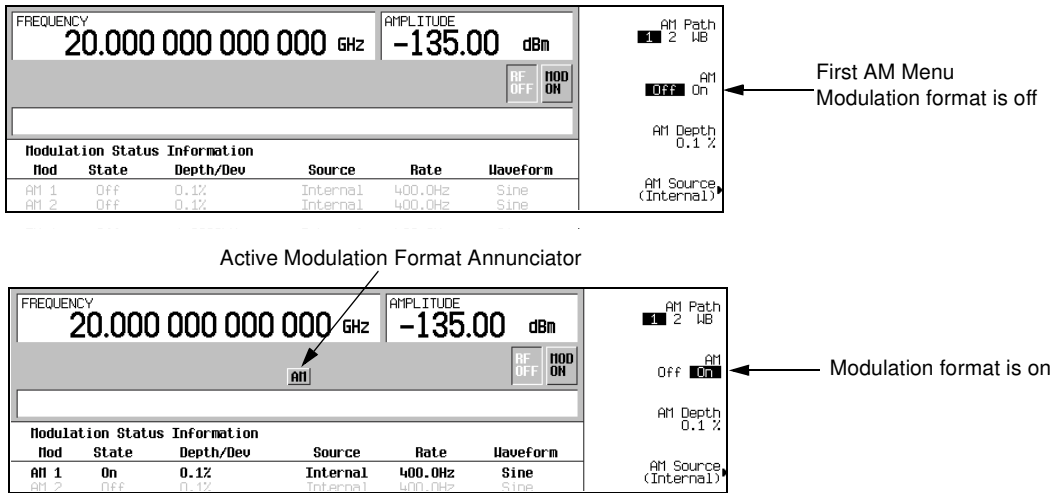 FREQUENCY
20.000 000 000 000 GHz
AMPLITUDE
-135.00 dBm
RF OFF
MOD ON
Modulation Status Information
Mod State Depth/Dev Source Rate Waveform
AM 1 Off 0.1% Internal 400.0Hz Sine
AM 2 Off 0.1% Internal 400.0Hz Sine
AM Path
1 2 WB
AM
Off On
AM Depth
0.1 %
AM Source
(Internal)
First AM Menu
Modulation format is off
Active Modulation Format Annunciator
FREQUENCY
20.000 000 000 000 GHz
AMPLITUDE
-135.00 dBm
AM
RF OFF
MOD ON
Modulation Status Information
Mod State Depth/Dev Source Rate Waveform
AM 1 On 0.1% Internal 400.0Hz Sine
AM 2 Off 0.1% Internal 400.0Hz Sine
AM Path
1 2 WB
AM
Off On
AM Depth
0.1 %
AM Source
(Internal)
Modulation format is on